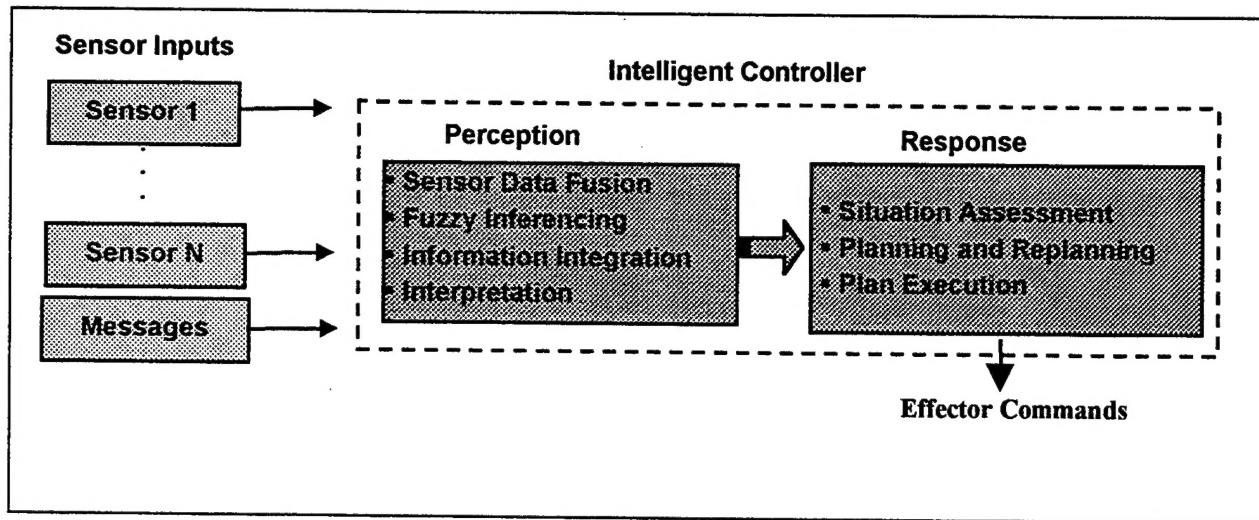 Sensor Inputs
Sensor 1
Sensor N
Messages
Intelligent Controller
Perception
• Sensor Data Fusion
• Fuzzy Inferencing
• Information Integration
• Interpretation
Response
• Situation Assessment
• Planning and Replanning
• Plan Execution
Effector Commands